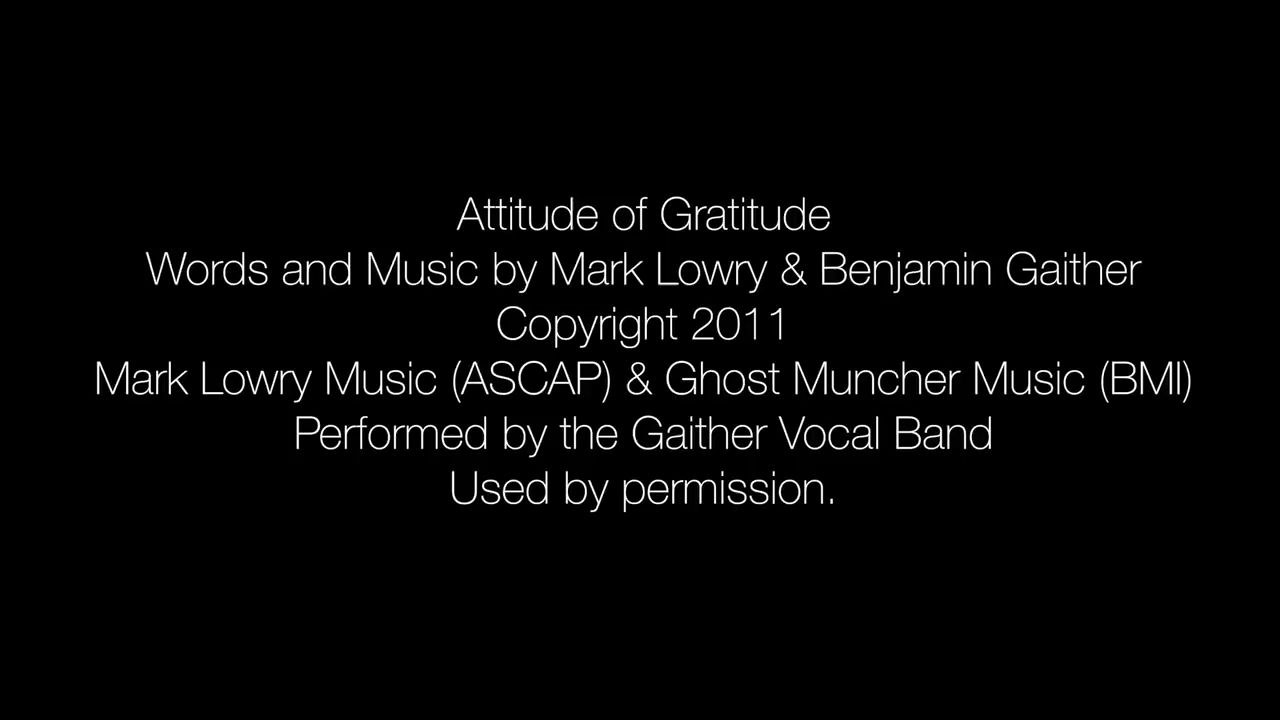 Attitude of Gratitude
Words and Music by Mark Lowry & Benjamin Gaither
Copyright 2011
Mark Lowry Music (ASCAP) & Ghost Muncher Music (BMI)
Performed by the Gaither Vocal Band
Used by permission.